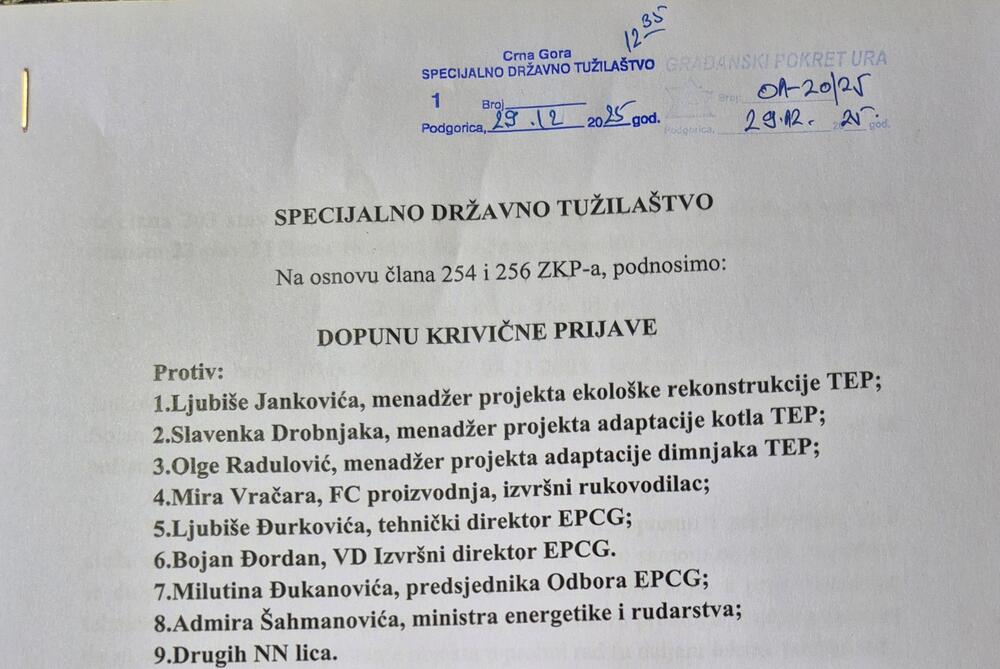 12 35
Crna Gora
SPECIJALNO DRŽAVNO TUŽILAŠTVO
1 Broj
Podgorica, 29.12 2025 god.
GRAĐANSKI POKRET URA
Broj: 01-20/25
Podgorica, 29.12. 2025. god.
SPECIJALNO DRŽAVNO TUŽILAŠTVO
Na osnovu člana 254 i 256 ZKP-a, podnosimo:
DOPUNU KRIVIČNE PRIJAVE
Protiv:
1.Ljubiše Jankovića, menadžer projekta ekološke rekonstrukcije TEP;
2.Slavenka Drobnjaka, menadžer projekta adaptacije kotla TEP;
3.Olge Radulović, menadžer projekta adaptacije dimnjaka TEP;
4.Mira Vračara, FC proizvodnja, izvršni rukovodilac;
5.Ljubiše Đurkovića, tehnički direktor EPCG;
6.Bojan Đordan, VD Izvršni direktor EPCG.
7.Milutina Đukanovića, predsjednika Odbora EPCG;
8.Admira Šahmanovića, ministra energetike i rudarstva;
9.Drugih NN lica.